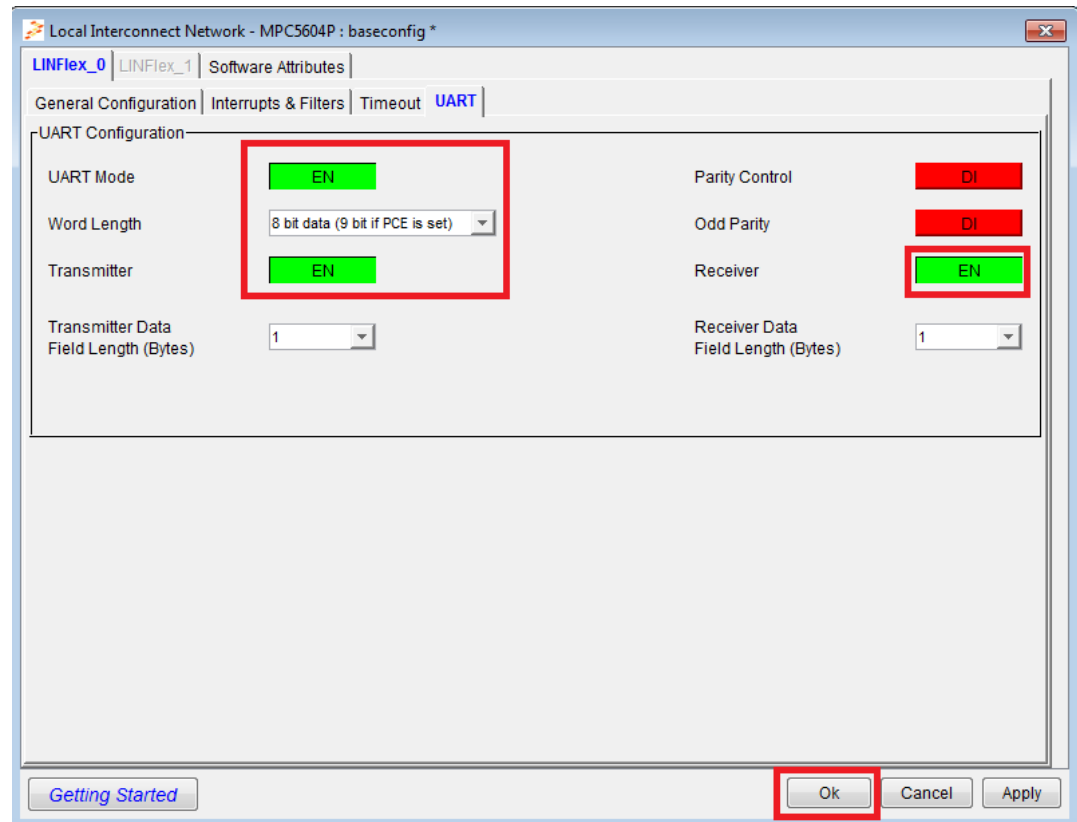 Local Interconnect Network - MPC5604P : baseconfig *
LINFlex_0 LINFlex_1 Software Attributes
General Configuration Interrupts & Filters Timeout UART
UART Configuration
UART Mode EN Parity Control DI
Word Length 8 bit data (9 bit if PCE is set) Odd Parity DI
Transmitter EN Receiver EN
Transmitter Data Receiver Data
Field Length (Bytes) 1 Field Length (Bytes) 1
Getting Started Ok Cancel Apply